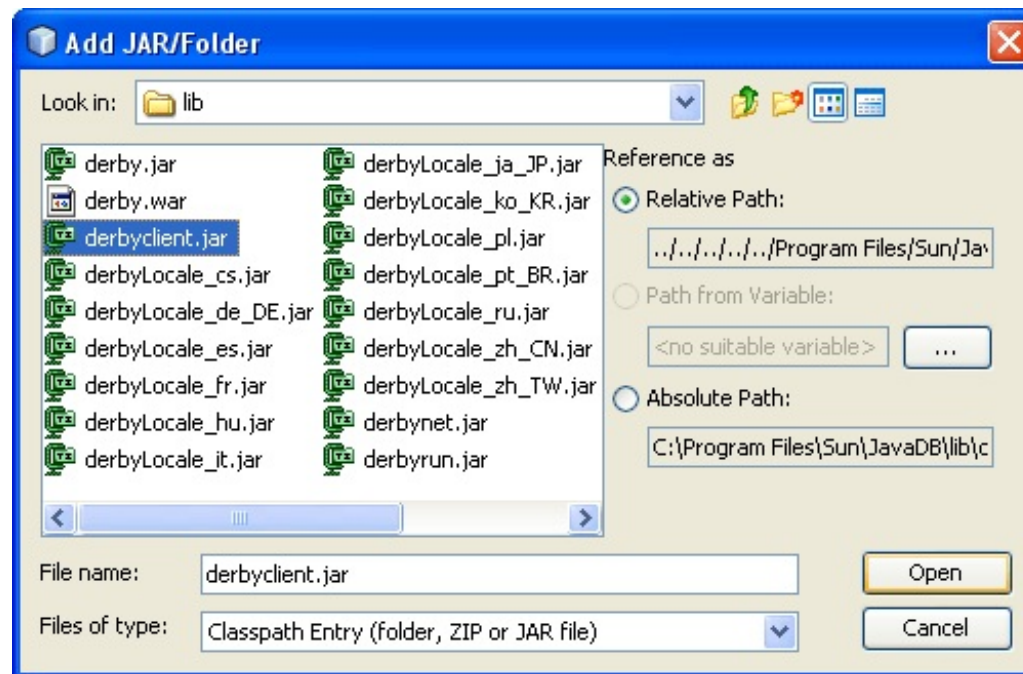 Add JAR/Folder
Look in:
lib
derby.jar
derby.war
derbyclient.jar
derbyLocale_cs.jar
derbyLocale_de_DE.jar
derbyLocale_es.jar
derbyLocale_fr.jar
derbyLocale_hu.jar
derbyLocale_it.jar
derbyLocale_ja_JP.jar
derbyLocale_ko_KR.jar
derbyLocale_pl.jar
derbyLocale_pt_BR.jar
derbyLocale_ru.jar
derbyLocale_zh_CN.jar
derbyLocale_zh_TW.jar
derbynet.jar
derbyrun.jar
Reference as
Relative Path:
../../../../../Program Files/Sun/Jav
Path from Variable:
<no suitable variable>
...
Absolute Path:
C:\Program Files\Sun\JavaDB\lib\c
File name:
derbyclient.jar
Open
Files of type:
Classpath Entry (folder, ZIP or JAR file)
Cancel